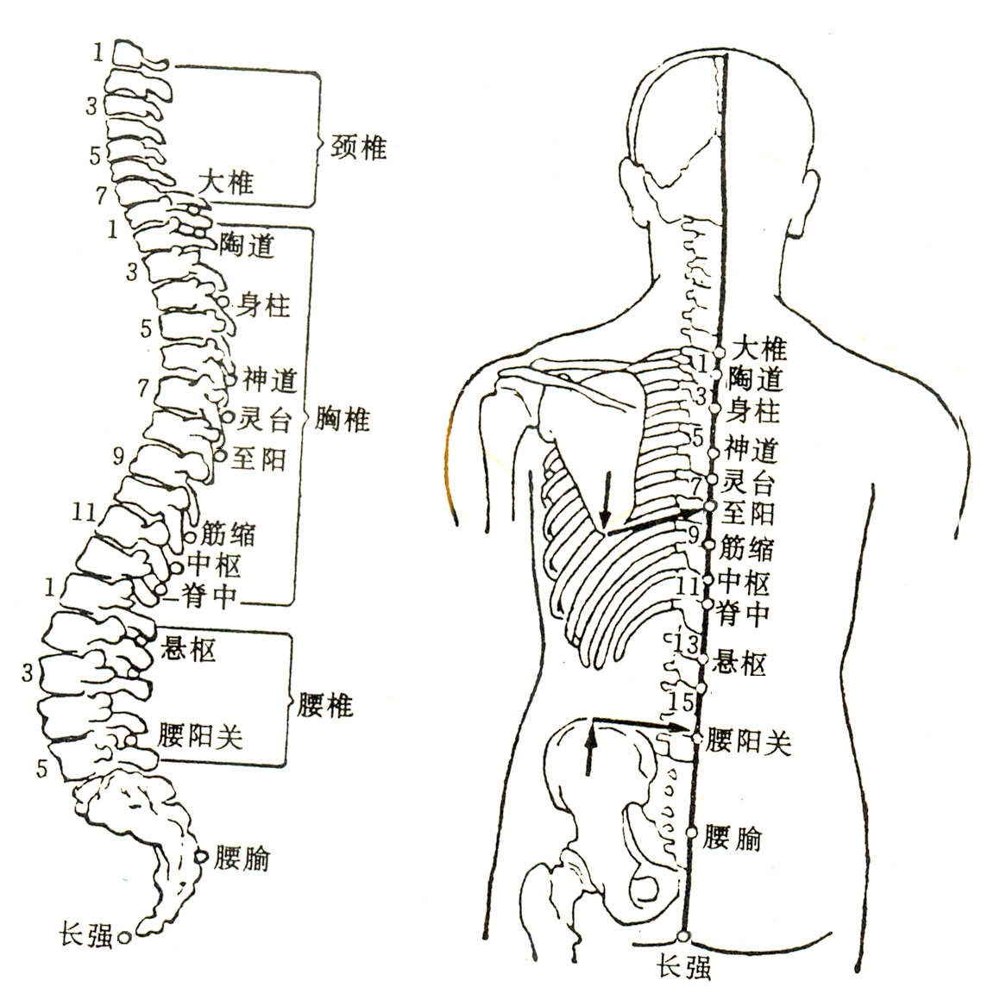 1
3
颈椎
5
大椎
7
1
陶道
3
身柱
5
神道
7
灵台
胸椎
9
至阳
11
筋缩
中枢
1
脊中
悬枢
3
腰椎
腰阳关
5
腰腧
长强
大椎
1
陶道
3
身柱
5
神道
7
灵台
至阳
9
筋缩
11
中枢
脊中
13
悬枢
15
腰阳关
腰腧
长强